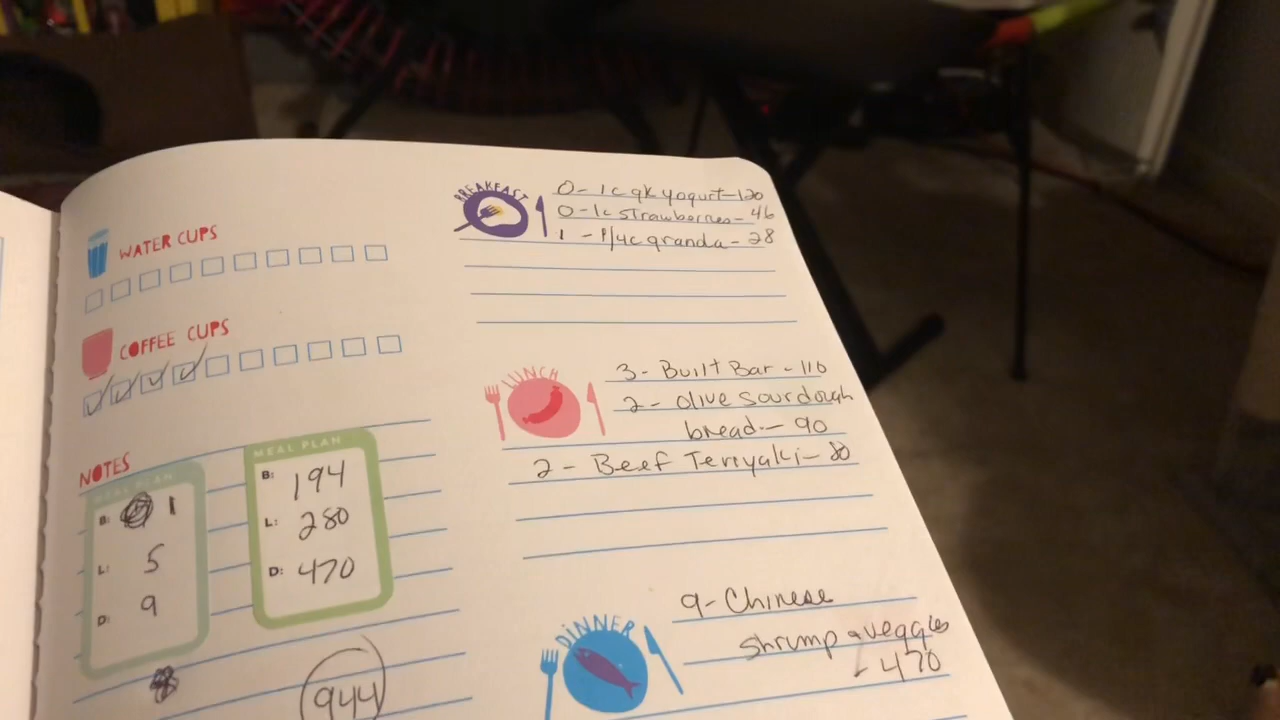 WATER CUPS
COFFEE CUPS
NOTES
MEAL PLAN
B: 1
L: 5
D: 9
MEAL PLAN
B: 194
L: 280
D: 470
944
BREAKFAST
0- 1c gk yogurt-120
0-1c strawberries-46
1 - 1/4c granola-28
LUNCH
3- Built Bar-110
2- olive sourdough
bread-90
2- Beef Teriyaki-80
DINNER
9-Chinese
shrimp & veggies
-470